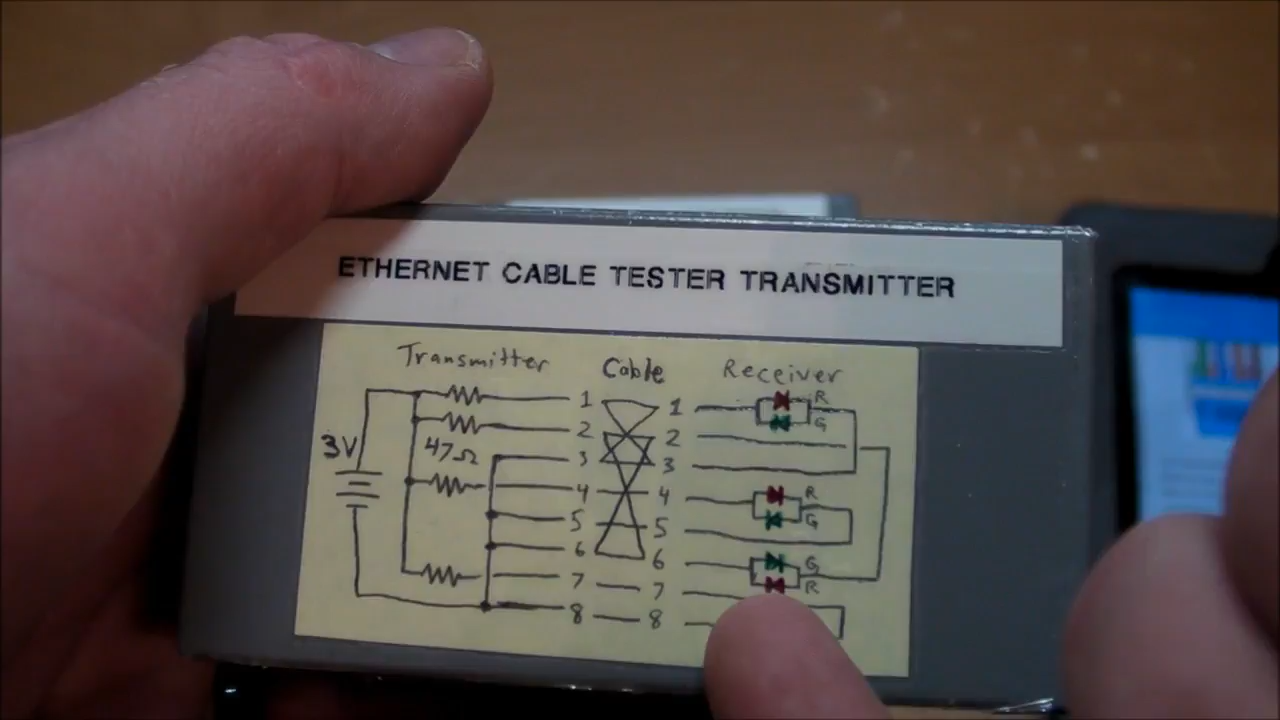 ETHERNET CABLE TESTER TRANSMITTER
Transmitter Cable Receiver
1 1 R
2 2 G
3V 47Ω 3 3
4 4 R
5 5 G
6 6 G
7 7 R
8 8